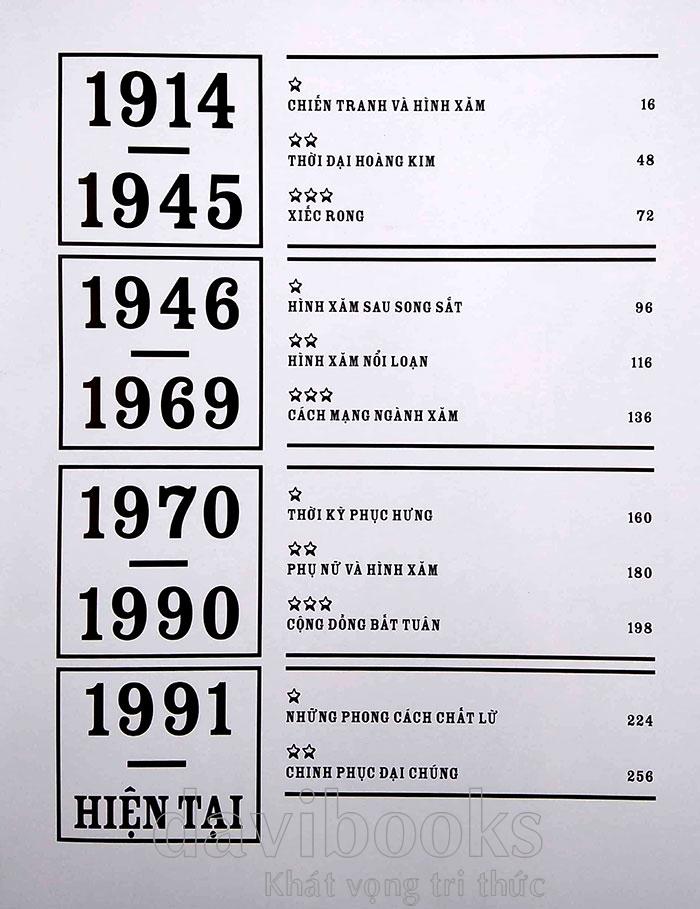 1914
—
1945
☆
CHIẾN TRANH VÀ HÌNH XĂM 16
☆☆
THỜI ĐẠI HOÀNG KIM 48
☆☆☆
XIẾC RONG 72
1946
—
1969
☆
HÌNH XĂM SAU SONG SẮT 96
☆☆
HÌNH XĂM NỔI LOẠN 116
☆☆☆
CÁCH MẠNG NGÀNH XĂM 136
1970
—
1990
☆
THỜI KỲ PHỤC HƯNG 160
☆☆
PHỤ NỮ VÀ HÌNH XĂM 180
☆☆☆
CỘNG ĐỒNG BẤT TUÂN 198
1991
—
HIỆN TẠI
☆
NHỮNG PHONG CÁCH CHẤT LỪ 224
☆☆
CHINH PHỤC ĐẠI CHÚNG 256
davibooks
Khát vọng tri thức